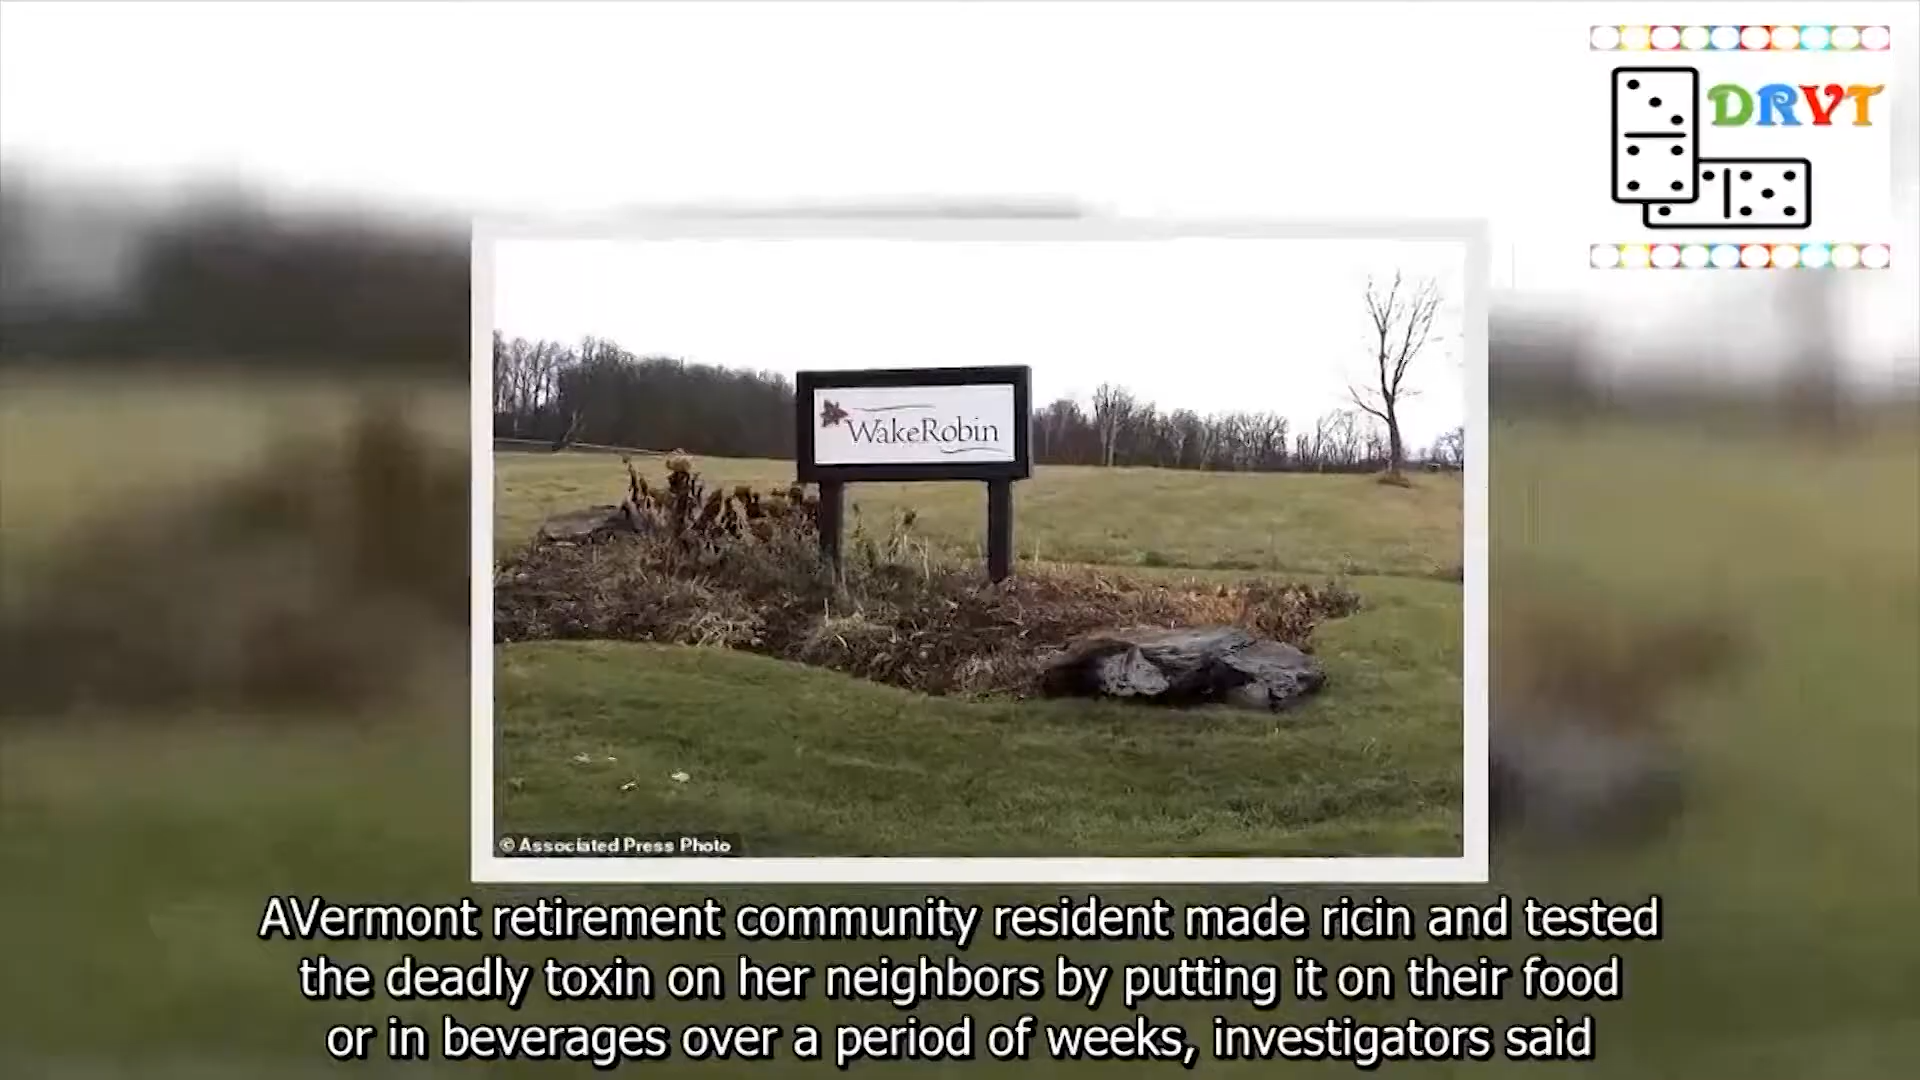 DRVT
WakeRobin
© Associated Press Photo
AVermont retirement community resident made ricin and tested
the deadly toxin on her neighbors by putting it on their food
or in beverages over a period of weeks, investigators said